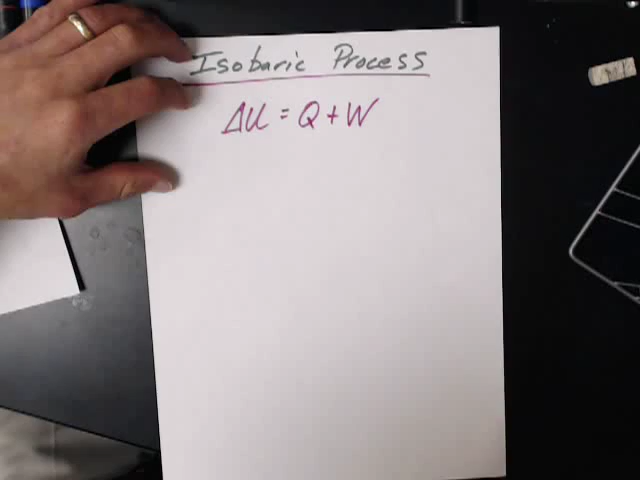 Isobaric Process
ΔU = Q + W